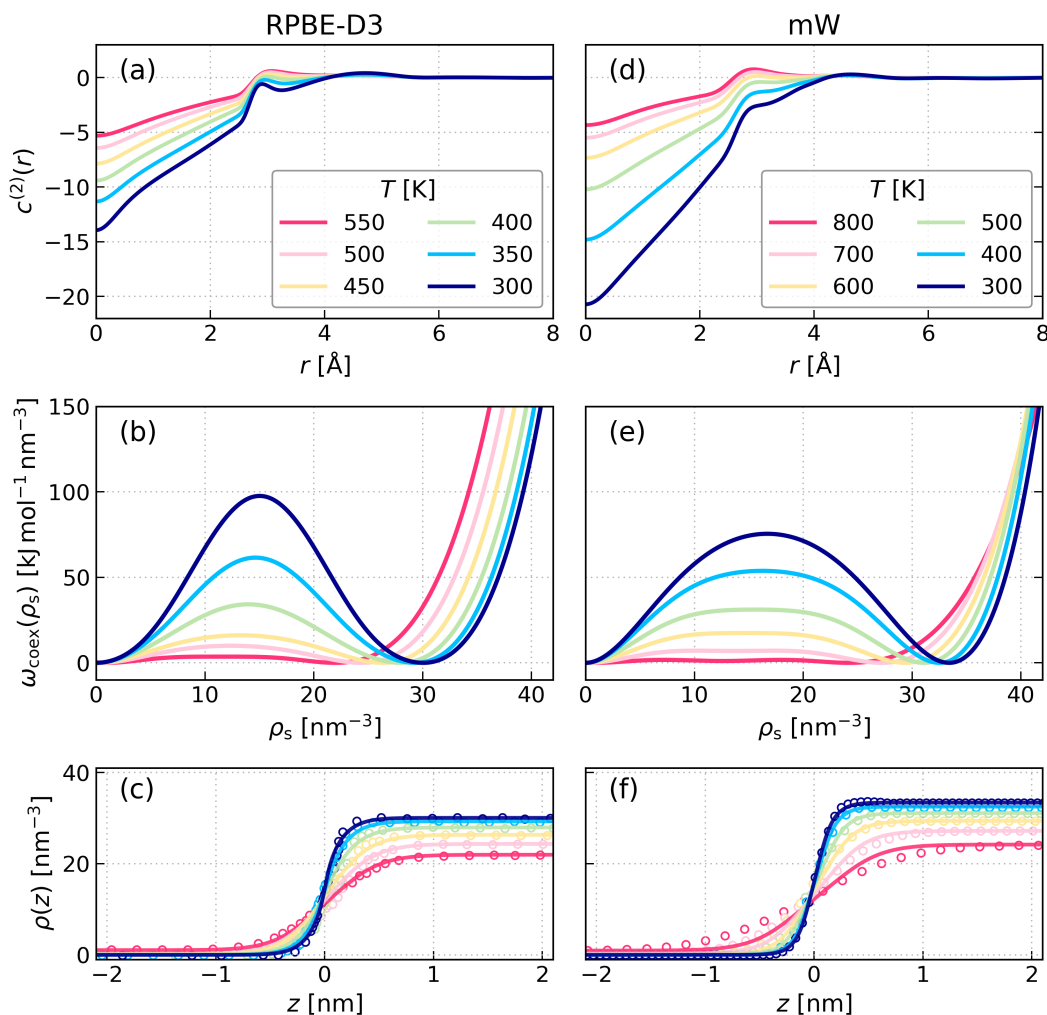 RPBE-D3
mW
(a)
0
−5
−10
−15
−20
c⁽²⁾(r)
T [K]
550
500
450
400
350
300
0 2 4 6 8
r [Å]
(d)
T [K]
800
700
600
500
400
300
0 2 4 6 8
r [Å]
(b)
150
100
50
0
ω_coex(ρ_s) [kJ mol⁻¹ nm⁻³]
0 10 20 30 40
ρ_s [nm⁻³]
(e)
0 10 20 30 40
ρ_s [nm⁻³]
(c)
40
20
0
ρ(z) [nm⁻³]
−2 −1 0 1 2
z [nm]
(f)
−2 −1 0 1 2
z [nm]